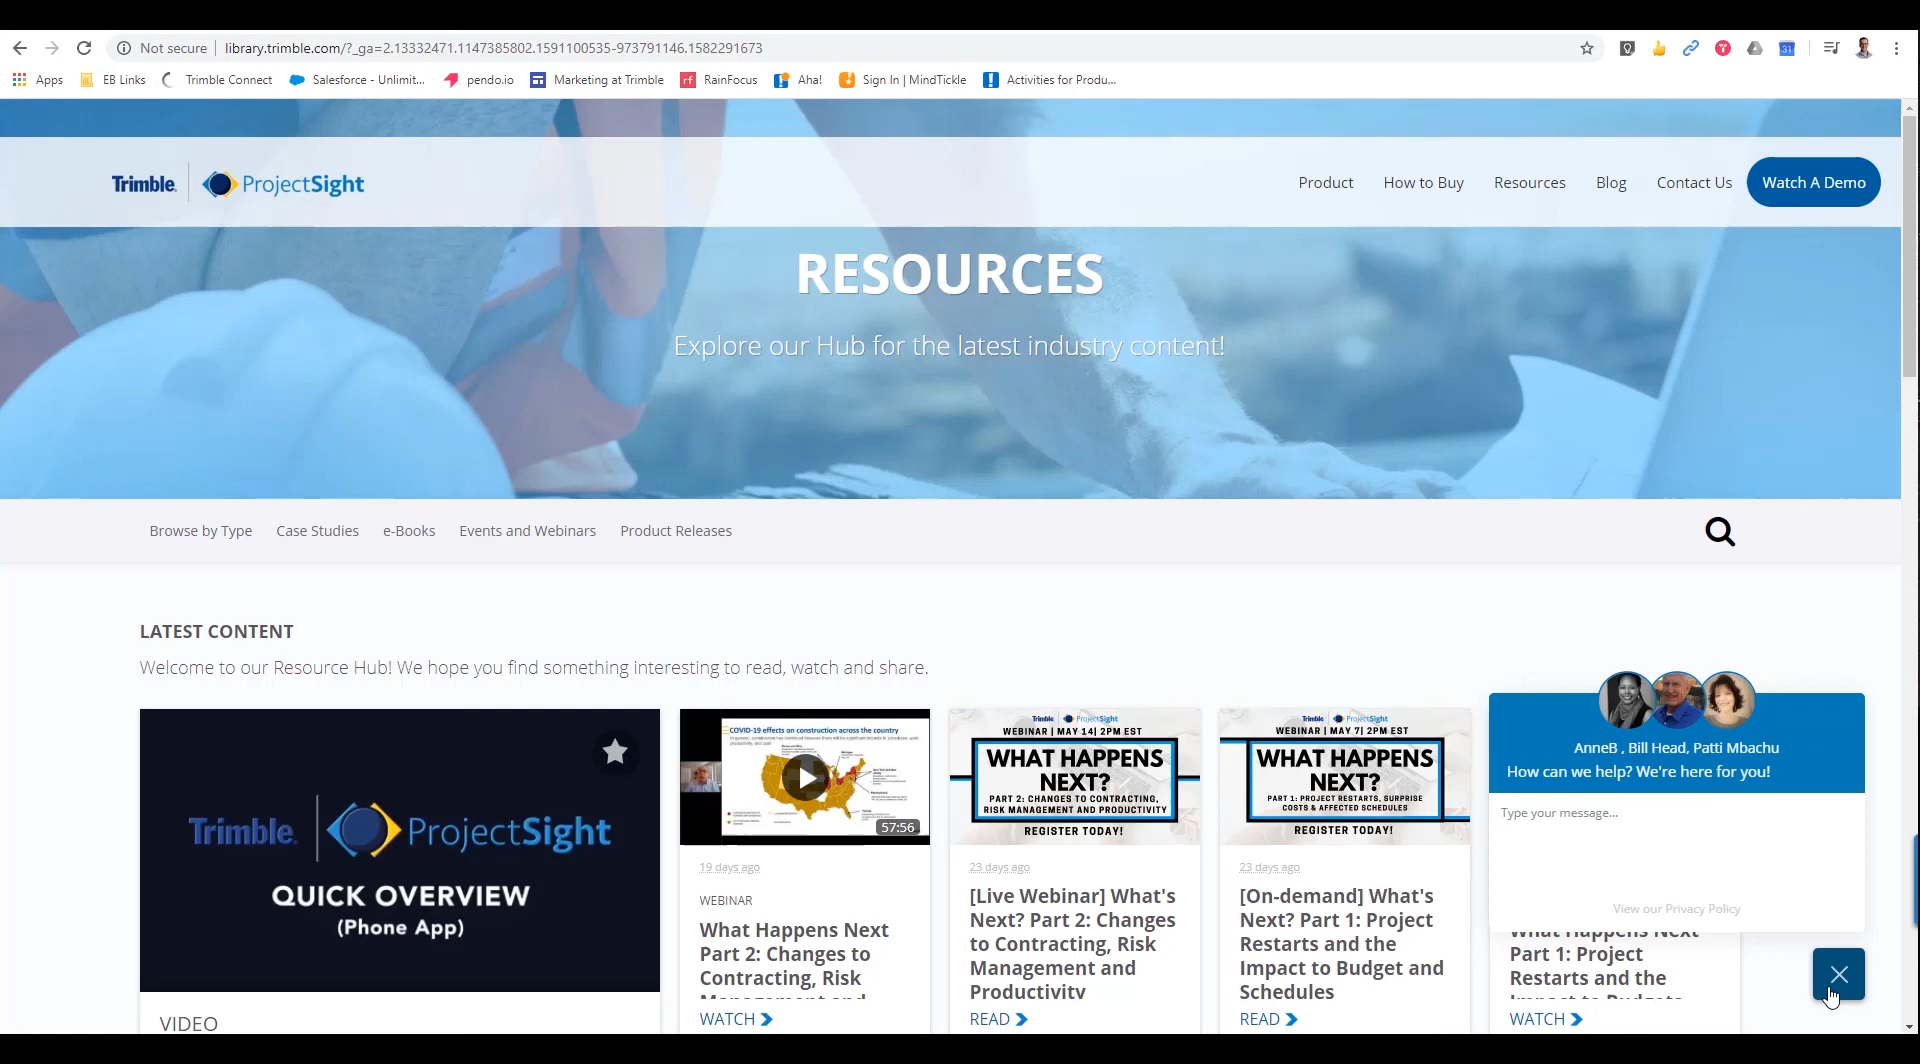 Not secure
library.trimble.com/?_ga=2.13332471.1147385802.1591100535-973791146.1582291673
31
Apps
EB Links
Trimble Connect
Salesforce - Unlimit...
pendo.io
Marketing at Trimble
rf
RainFocus
Aha!
Sign In | MindTickle
Activities for Produ...
Trimble
ProjectSight
Product
How to Buy
Resources
Blog
Contact Us
Watch A Demo
RESOURCES
Explore our Hub for the latest industry content!
Browse by Type
Case Studies
e-Books
Events and Webinars
Product Releases
LATEST CONTENT
Welcome to our Resource Hub! We hope you find something interesting to read, watch and share.
Trimble
ProjectSight
QUICK OVERVIEW
(Phone App)
VIDEO
COVID-19 effects on construction across the country
57:56
19 days ago
WEBINAR
What Happens Next
Part 2: Changes to
Contracting, Risk
Management and
WATCH
Trimble ProjectSight
WEBINAR | MAY 14| 2PM EST
WHAT HAPPENS
NEXT?
PART 2: CHANGES TO CONTRACTING,
RISK MANAGEMENT AND PRODUCTIVITY
REGISTER TODAY!
23 days ago
[Live Webinar] What's
Next? Part 2: Changes
to Contracting, Risk
Management and
Productivity
READ
Trimble ProjectSight
WEBINAR | MAY 7| 2PM EST
WHAT HAPPENS
NEXT?
PART 1: PROJECT RESTARTS, SURPRISE
COSTS & AFFECTED SCHEDULES
REGISTER TODAY!
23 days ago
[On-demand] What's
Next? Part 1: Project
Restarts and the
Impact to Budget and
Schedules
READ
AnneB , Bill Head, Patti Mbachu
How can we help? We're here for you!
Type your message...
View our Privacy Policy
What Happens Next
Part 1: Project
Restarts and the
Impact to Budgets
WATCH